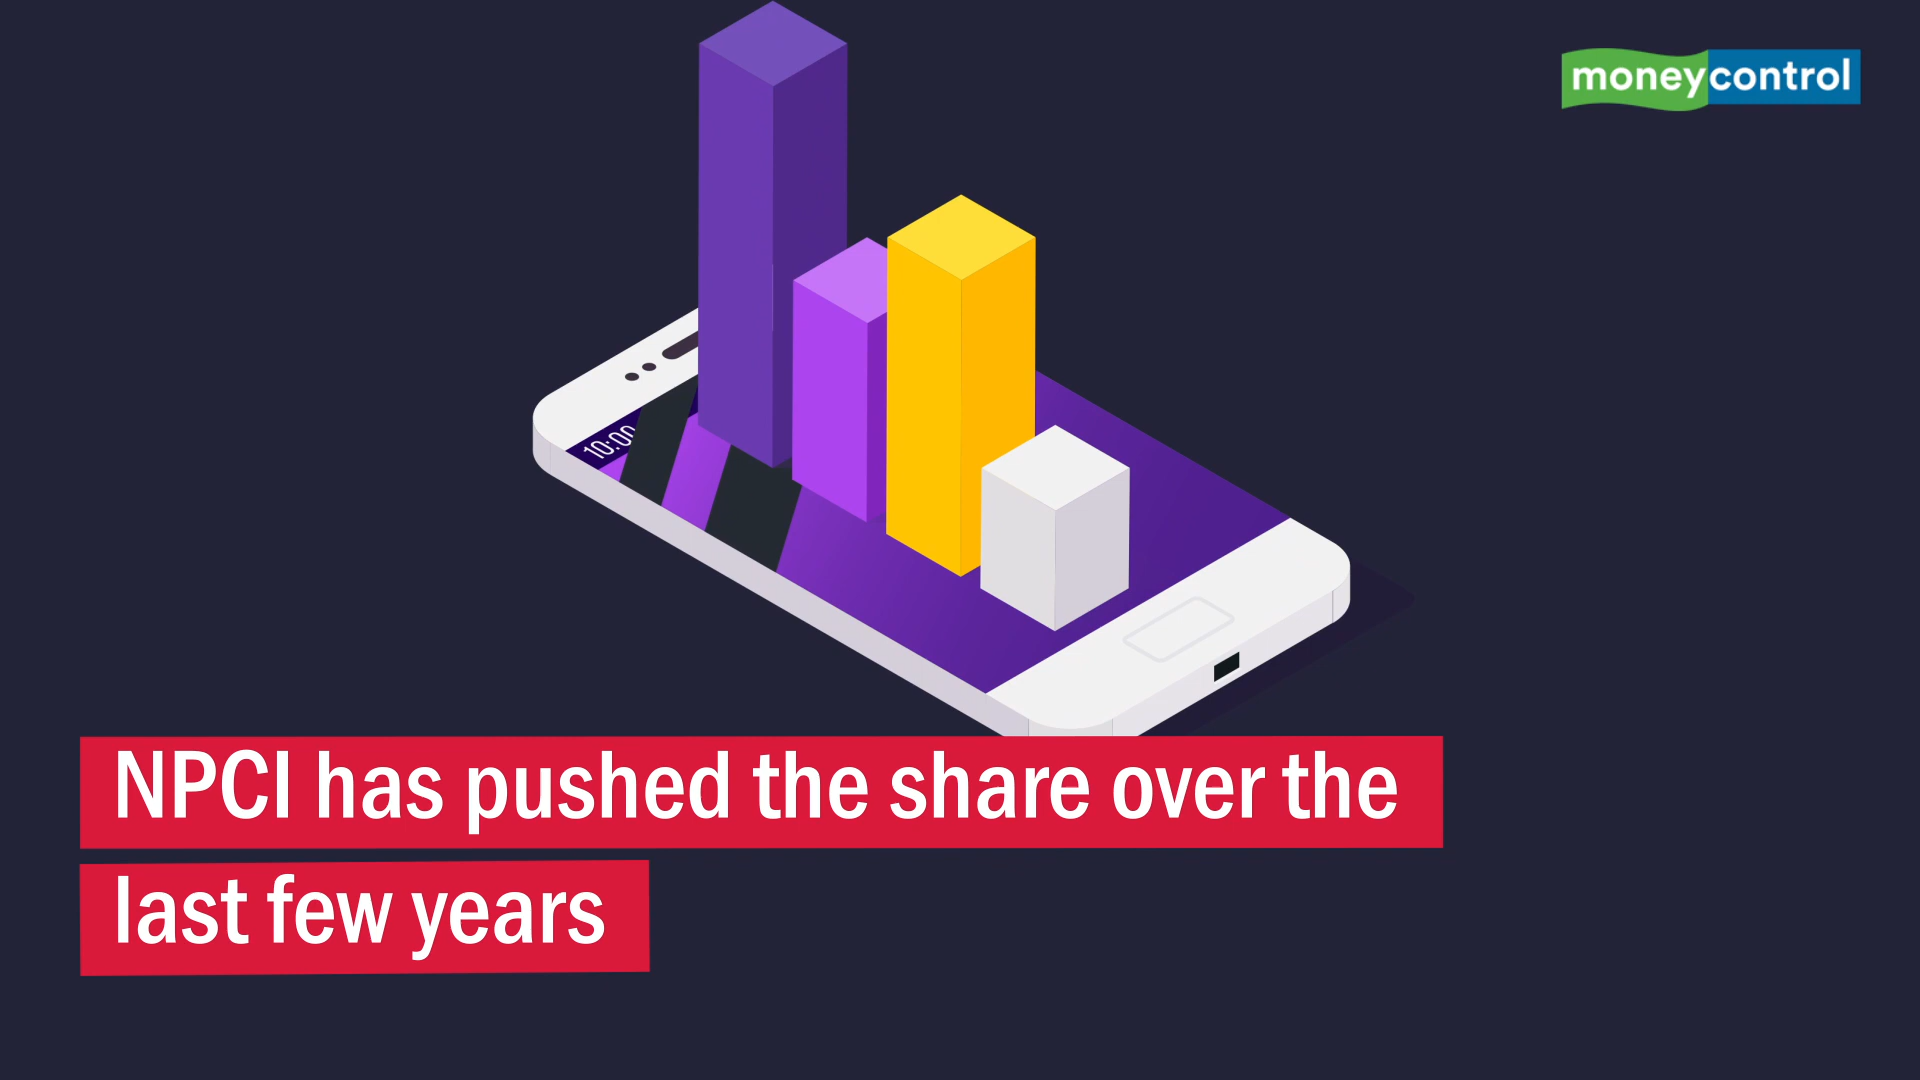 moneycontrol
10:00
NPCI has pushed the share over the
last few years